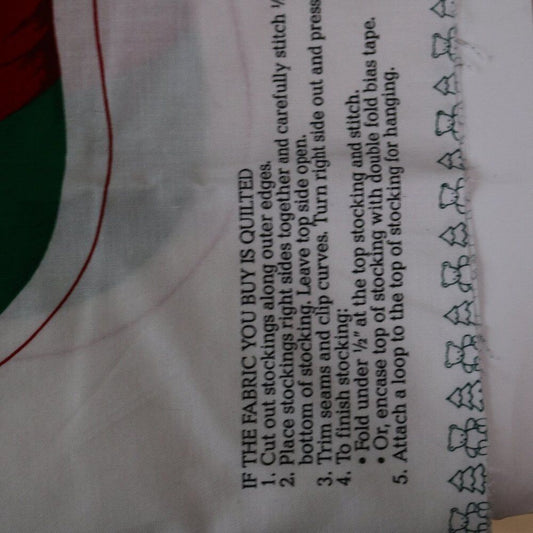 IF THE FABRIC YOU BUY IS QUILTED
1. Cut out stockings along outer edges.
2. Place stockings right sides together and carefully stitch
bottom of stocking. Leave top side open.
3. Trim seams and clip curves. Turn right side out and press
4. To finish stocking:
• Fold under ½" at the top stocking and stitch.
• Or, encase top of stocking with double fold bias tape.
5. Attach a loop to the top of stocking for hanging.